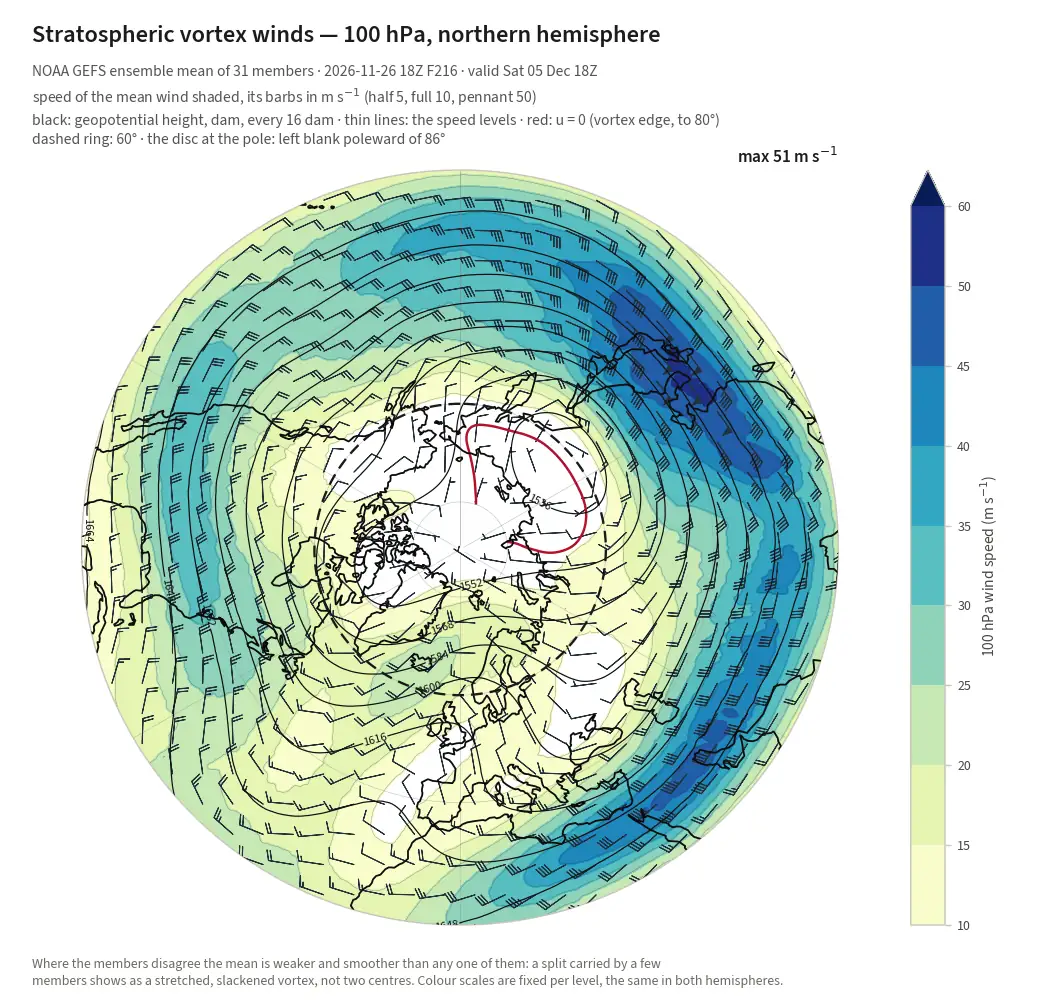 Stratospheric vortex winds — 100 hPa, northern hemisphere
NOAA GEFS ensemble mean of 31 members · 2026-11-26 18Z F216 · valid Sat 05 Dec 18Z
speed of the mean wind shaded, its barbs in m s⁻¹ (half 5, full 10, pennant 50)
black: geopotential height, dam, every 16 dam · thin lines: the speed levels · red: u = 0 (vortex edge, to 80°)
dashed ring: 60° · the disc at the pole: left blank poleward of 86°
max 51 m s⁻¹
60
50
45
40
35
30
25
20
15
10
100 hPa wind speed (m s⁻¹)
1536
1552
1568
1584
1600
1616
1648
1664
Where the members disagree the mean is weaker and smoother than any one of them: a split carried by a few
members shows as a stretched, slackened vortex, not two centres. Colour scales are fixed per level, the same in both hemispheres.